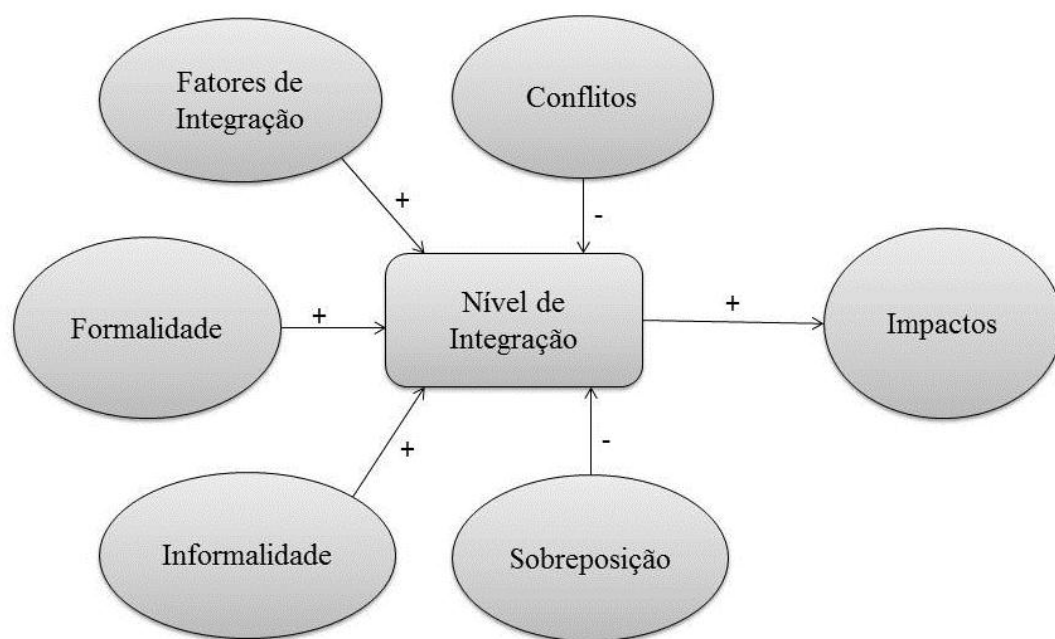 Fatores de
Integração
Conflitos
+
-
Formalidade
+
Nível de
Integração
+
Impactos
+
-
Informalidade
Sobreposição